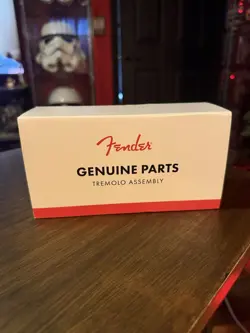 Fender
GENUINE PARTS
TREMOLO ASSEMBLY